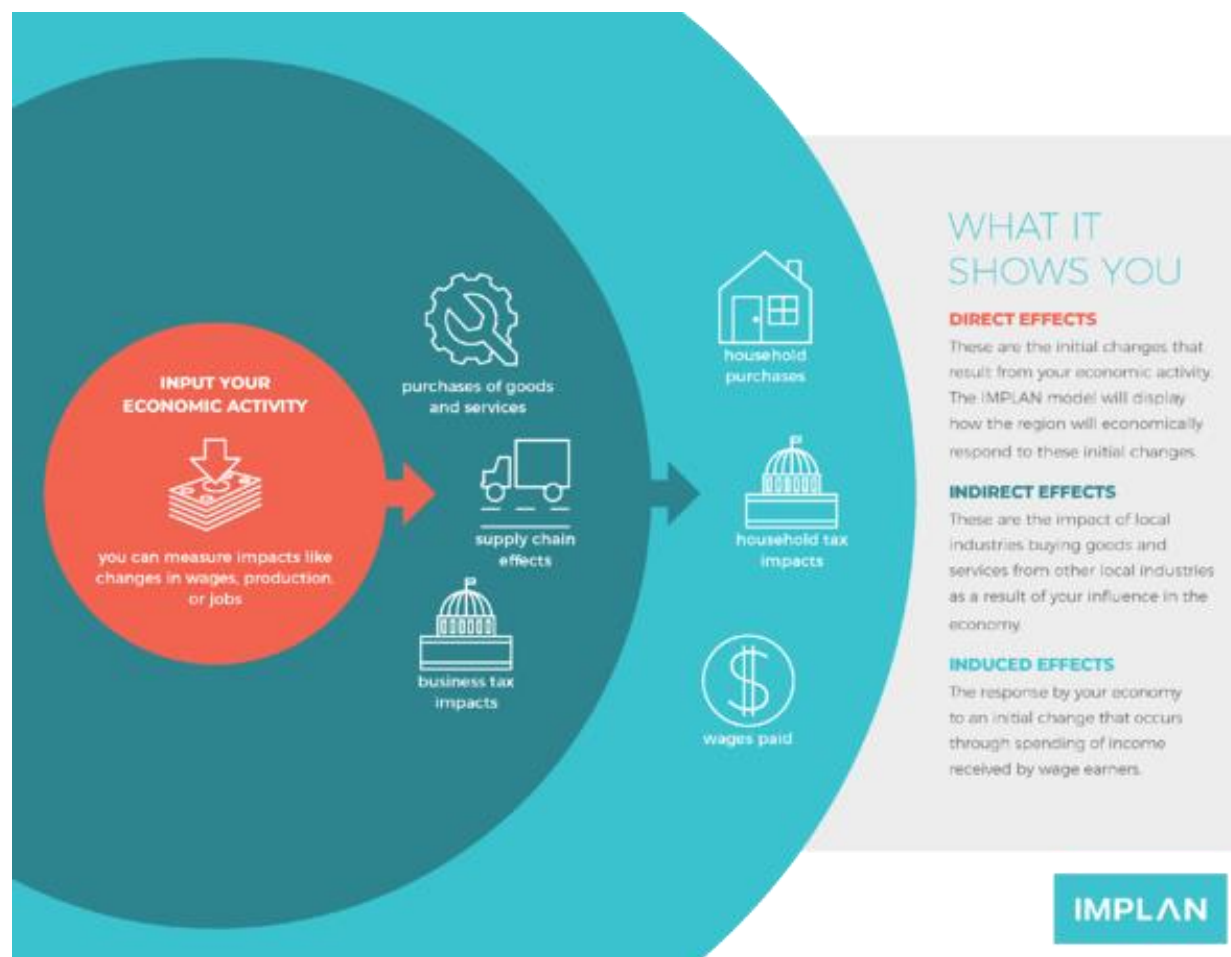 INPUT YOUR
ECONOMIC ACTIVITY
you can measure impacts like
changes in wages, production,
or jobs
purchases of goods
and services
supply chain
effects
business tax
impacts
household
purchases
household tax
impacts
wages paid
WHAT IT
SHOWS YOU
DIRECT EFFECTS
These are the initial changes that
result from your economic activity.
The IMPLAN model will display
how the region will economically
respond to these initial changes.
INDIRECT EFFECTS
These are the impact of local
industries buying goods and
services from other local industries
as a result of your influence in the
economy.
INDUCED EFFECTS
The response by your economy
to an initial change that occurs
through spending of income
received by wage earners.
IMPLAN